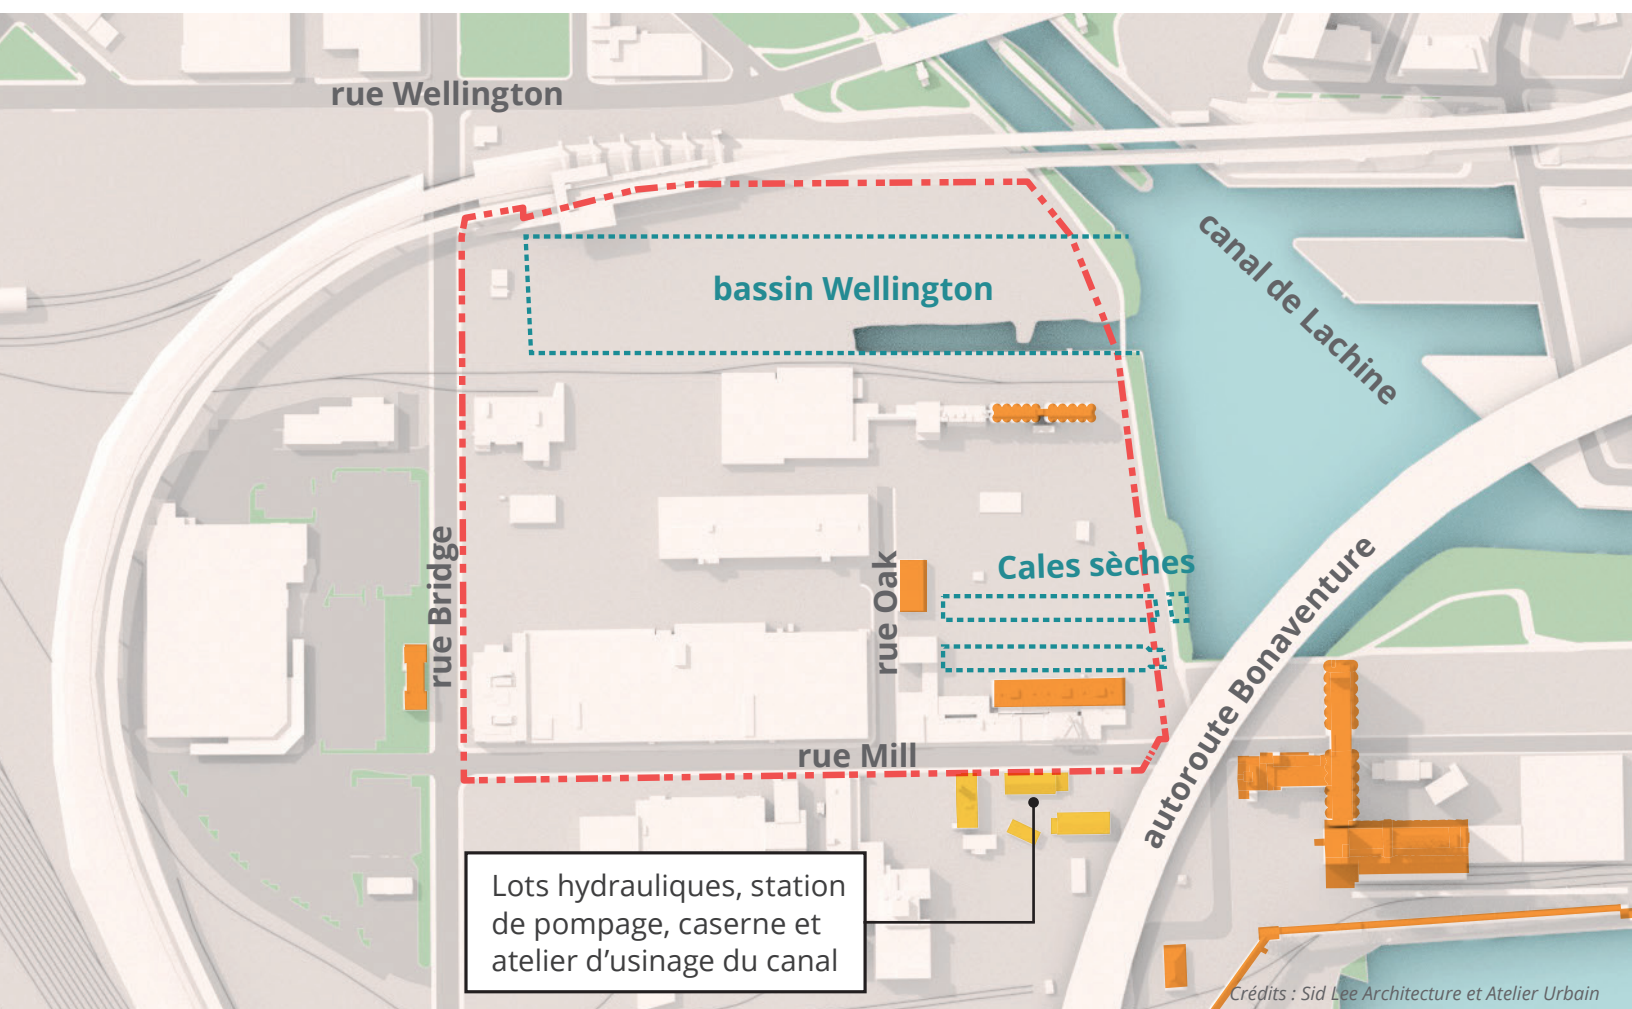 rue Wellington
canal de Lachine
bassin Wellington
rue Bridge
rue Oak
Cales sèches
autoroute Bonaventure
rue Mill
Lots hydrauliques, station
de pompage, caserne et
atelier d’usinage du canal
Crédits : Sid Lee Architecture et Atelier Urbain